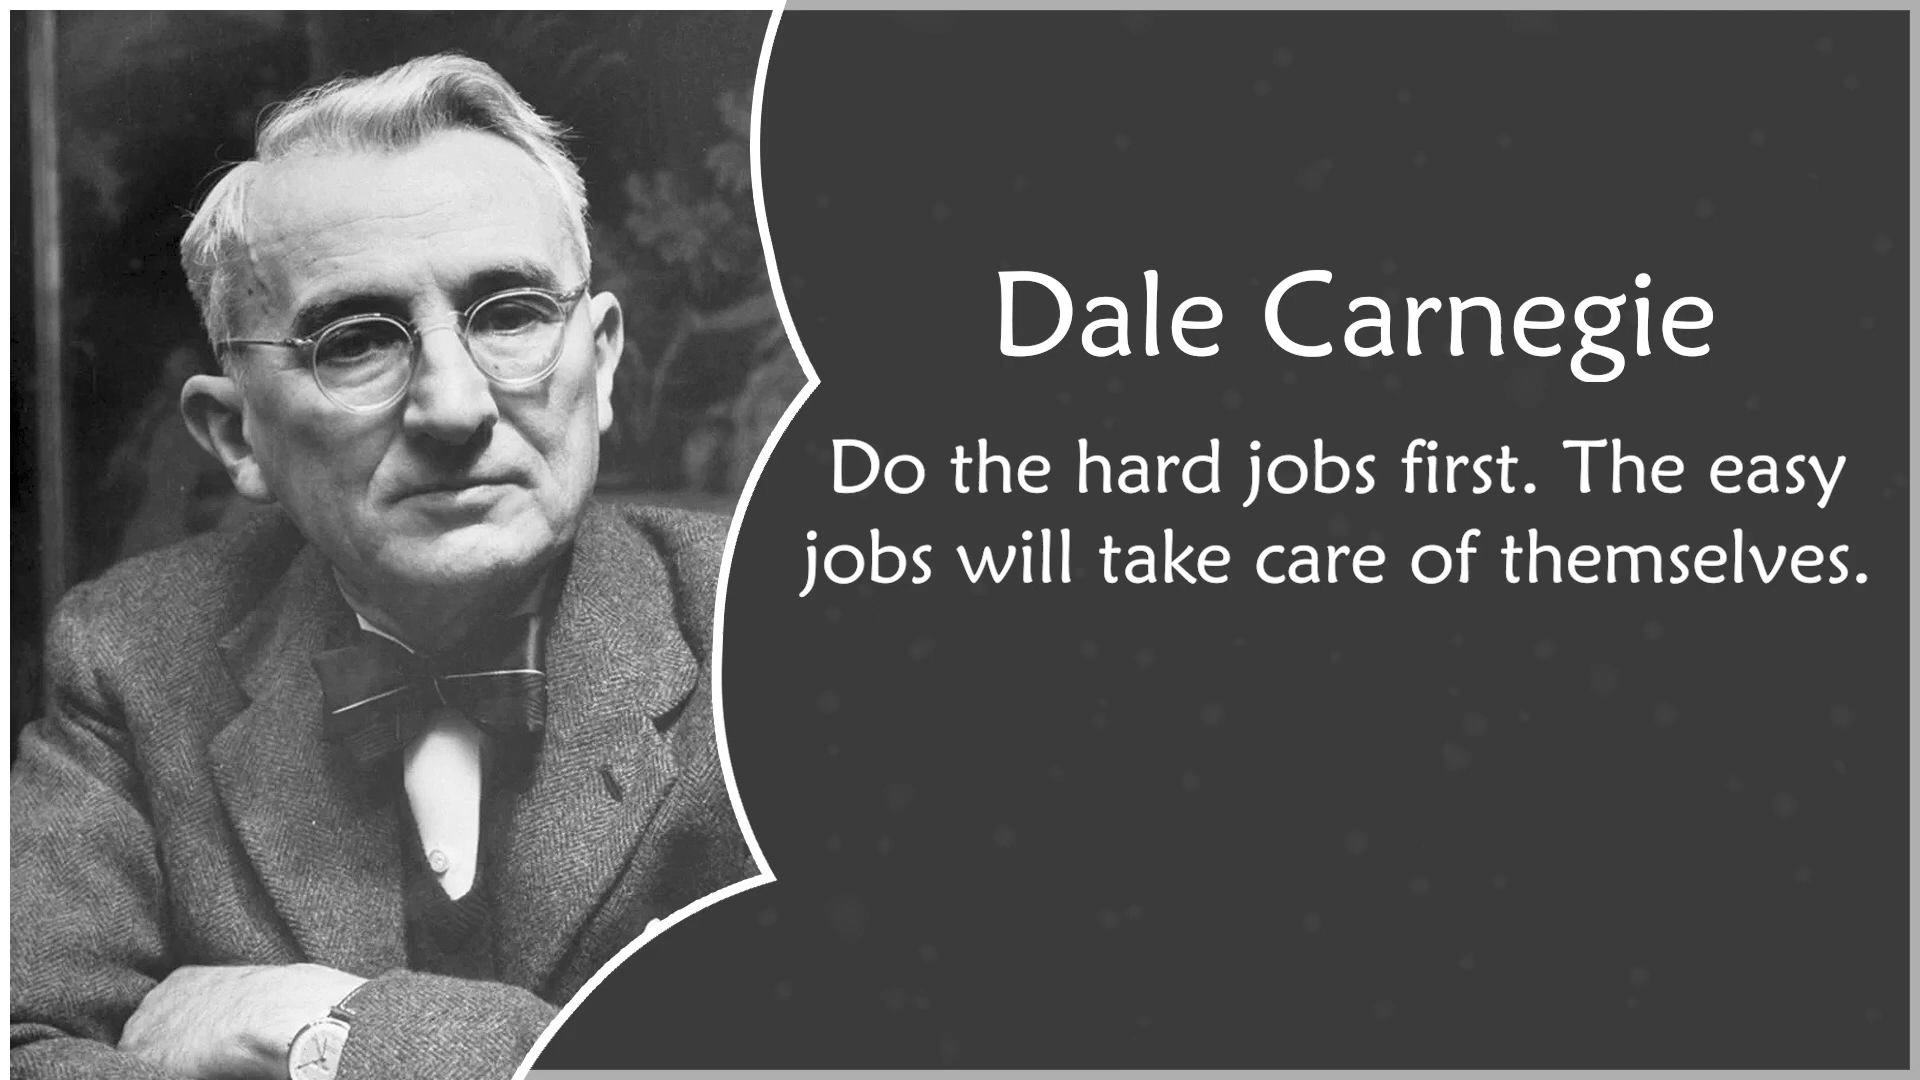 Dale Carnegie
Do the hard jobs first. The easy
jobs will take care of themselves.